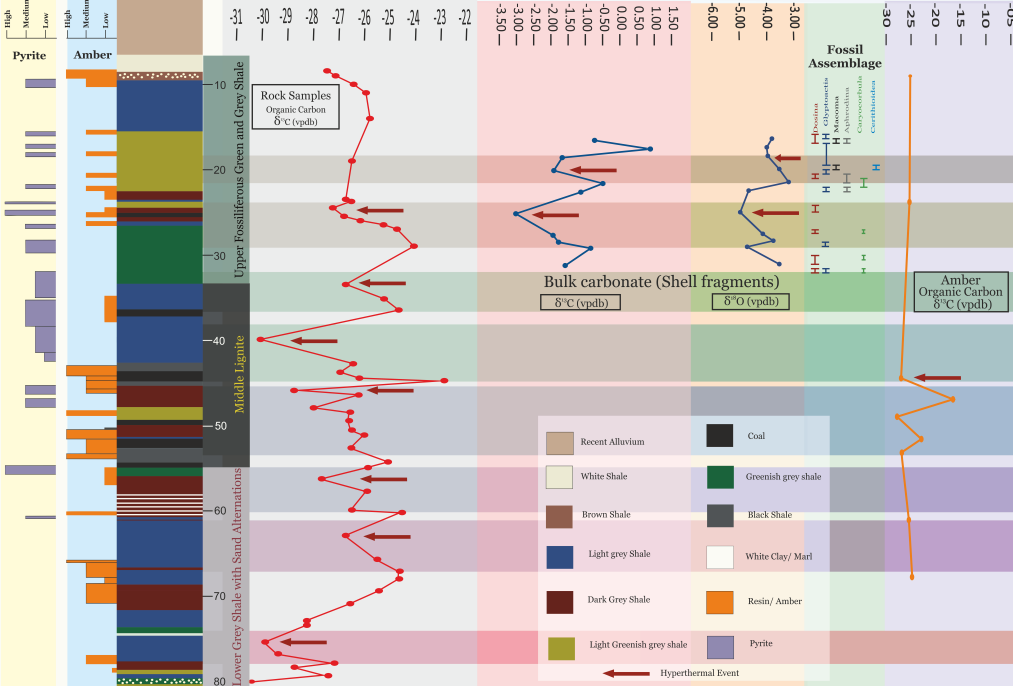 High
Medium
Low
High
Medium
Low
Pyrite
Amber
-31
-30
-29
-28
-27
-26
-25
-24
-23
-22
-3.50
-3.00
-2.50
-2.00
-1.50
-1.00
-0.50
0.00
0.50
1.00
1.50
-6.00
-5.00
-4.00
-3.00
-30
-25
-20
-15
-10
-05
Fossil
Assemblage
Dosina
Glyptoactis
Macoma
Aphrodina
Caryocorbula
Cerithioidea
10
20
30
40
50
60
70
80
Upper Fossiliferous Green and Grey Shale
Middle Lignite
Lower Grey Shale with Sand Alternations
Rock Samples
Organic Carbon
δ¹³C (vpdb)
Bulk carbonate (Shell fragments)
δ¹³C (vpdb)
δ¹⁸O (vpdb)
Amber
Organic Carbon
δ¹³C (vpdb)
Recent Alluvium
Coal
White Shale
Greenish grey shale
Brown Shale
Black Shale
Light grey Shale
White Clay/ Marl
Dark Grey Shale
Resin/ Amber
Light Greenish grey shale
Pyrite
Hyperthermal Event